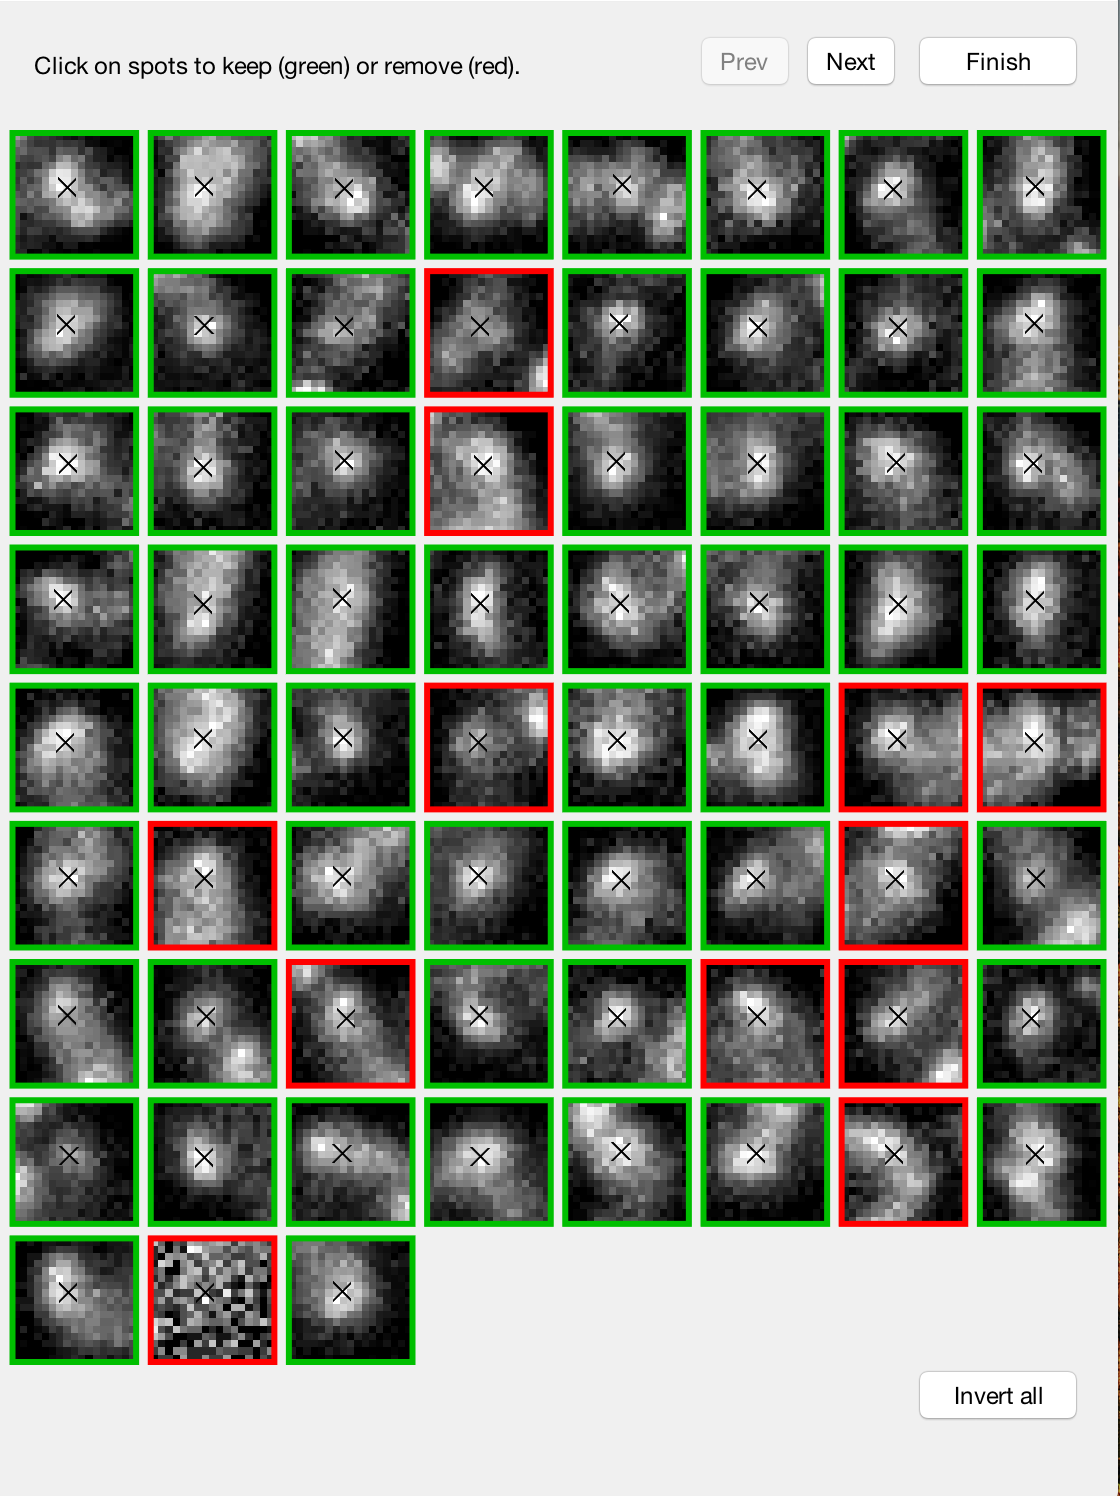 Click on spots to keep (green) or remove (red).
Prev
Next
Finish
Invert all